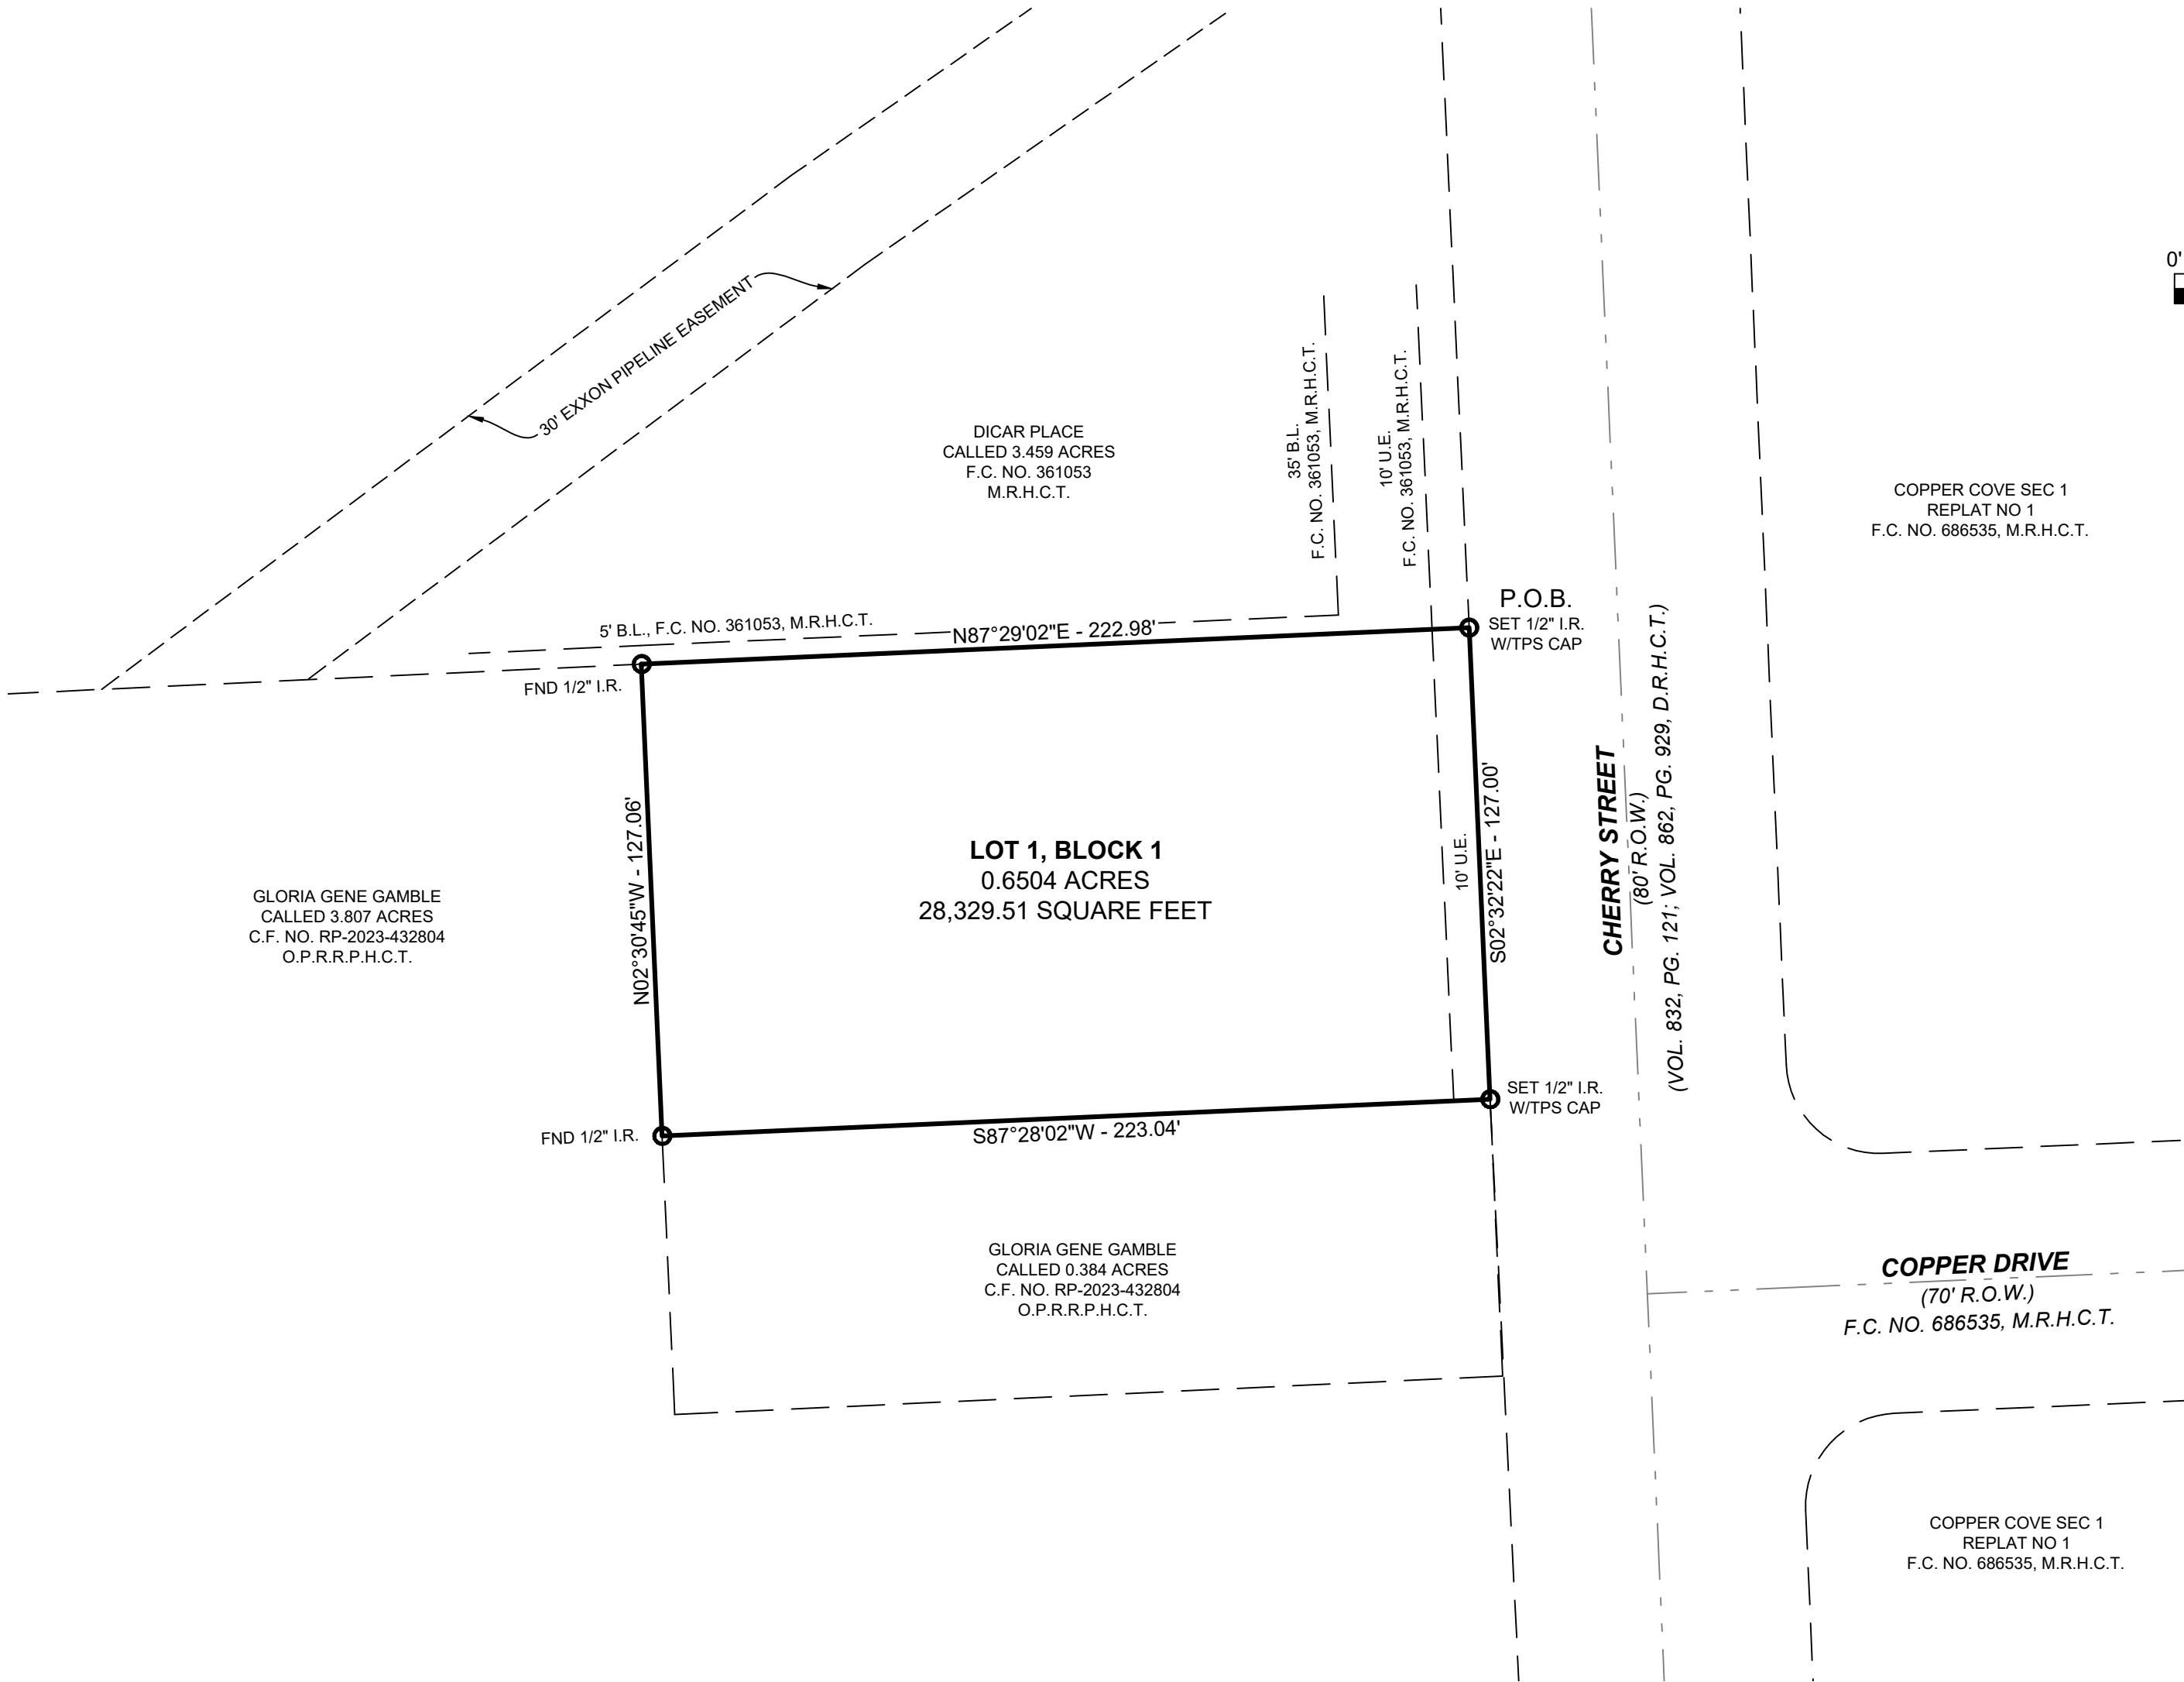 0'
30' EXXON PIPELINE EASEMENT
DICAR PLACE
CALLED 3.459 ACRES
F.C. NO. 361053
M.R.H.C.T.
35' B.L.
F.C. NO. 361053, M.R.H.C.T.
10' U.E.
F.C. NO. 361053, M.R.H.C.T.
COPPER COVE SEC 1
REPLAT NO 1
F.C. NO. 686535, M.R.H.C.T.
5' B.L., F.C. NO. 361053, M.R.H.C.T.
N87°29'02"E - 222.98'
P.O.B.
SET 1/2" I.R.
W/TPS CAP
FND 1/2" I.R.
N02°30'45"W - 127.06'
LOT 1, BLOCK 1
0.6504 ACRES
28,329.51 SQUARE FEET
10' U.E.
S02°32'22"E - 127.00'
CHERRY STREET
(80' R.O.W.)
(VOL. 832, PG. 121; VOL. 862, PG. 929, D.R.H.C.T.)
GLORIA GENE GAMBLE
CALLED 3.807 ACRES
C.F. NO. RP-2023-432804
O.P.R.R.P.H.C.T.
SET 1/2" I.R.
W/TPS CAP
FND 1/2" I.R.
S87°28'02"W - 223.04'
GLORIA GENE GAMBLE
CALLED 0.384 ACRES
C.F. NO. RP-2023-432804
O.P.R.R.P.H.C.T.
COPPER DRIVE
(70' R.O.W.)
F.C. NO. 686535, M.R.H.C.T.
COPPER COVE SEC 1
REPLAT NO 1
F.C. NO. 686535, M.R.H.C.T.